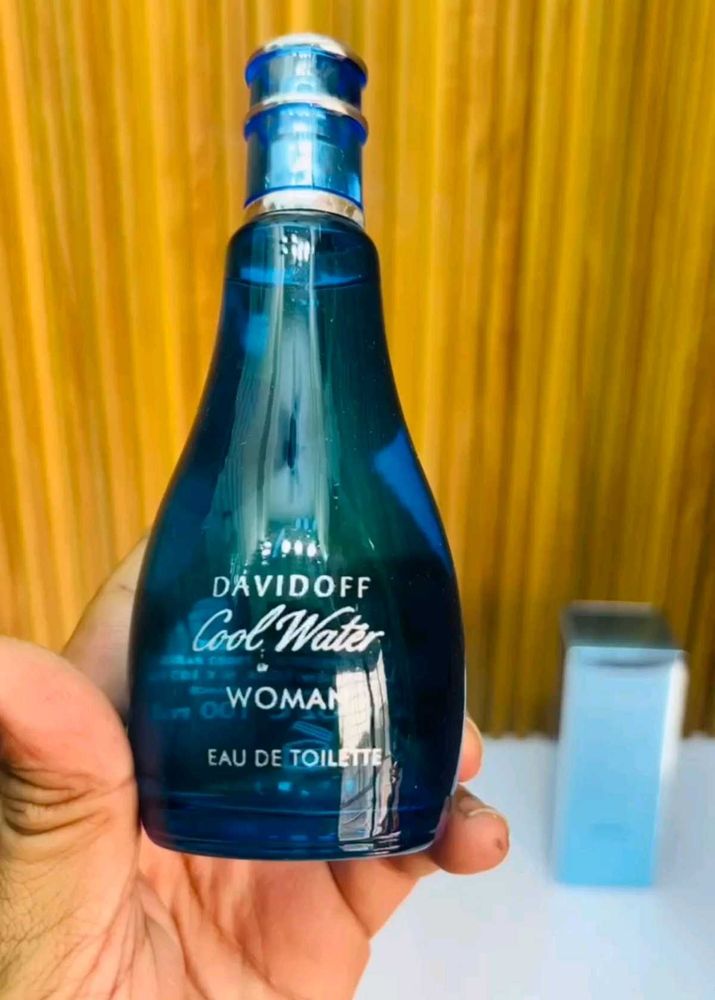 DAVIDOFF
Cool Water
WOMAN
EAU DE TOILETTE